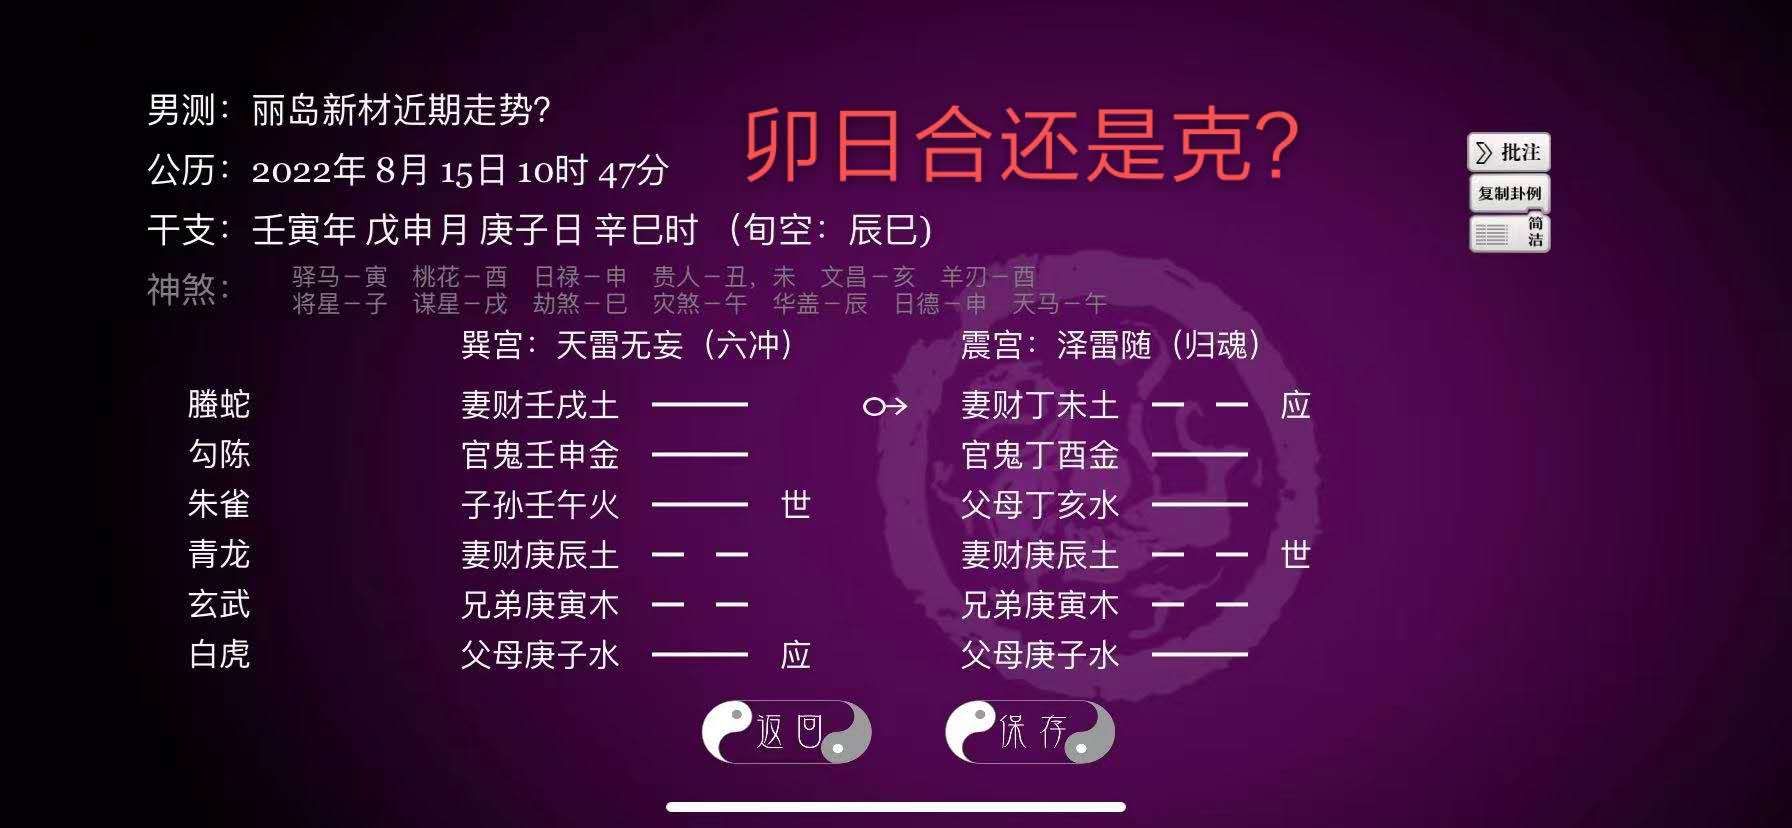 男测：丽岛新材近期走势？
卯日合还是克？
公历：2022年 8月 15日 10时 47分
干支：壬寅年 戊申月 庚子日 辛巳时 （旬空：辰巳）
神煞：
驿马－寅 桃花－酉 日禄－申 贵人－丑，未 文昌－亥 羊刃－酉
将星－子 谋星－戌 劫煞－巳 灾煞－午 华盖－辰 日德－申 天马－午
批注
复制卦例
简洁
巽宫：天雷无妄（六冲） 震宫：泽雷随（归魂）
螣蛇 妻财壬戌土 妻财丁未土 应
勾陈 官鬼壬申金 官鬼丁酉金
朱雀 子孙壬午火 世 父母丁亥水
青龙 妻财庚辰土 妻财庚辰土 世
玄武 兄弟庚寅木 兄弟庚寅木
白虎 父母庚子水 应 父母庚子水
返回 保存